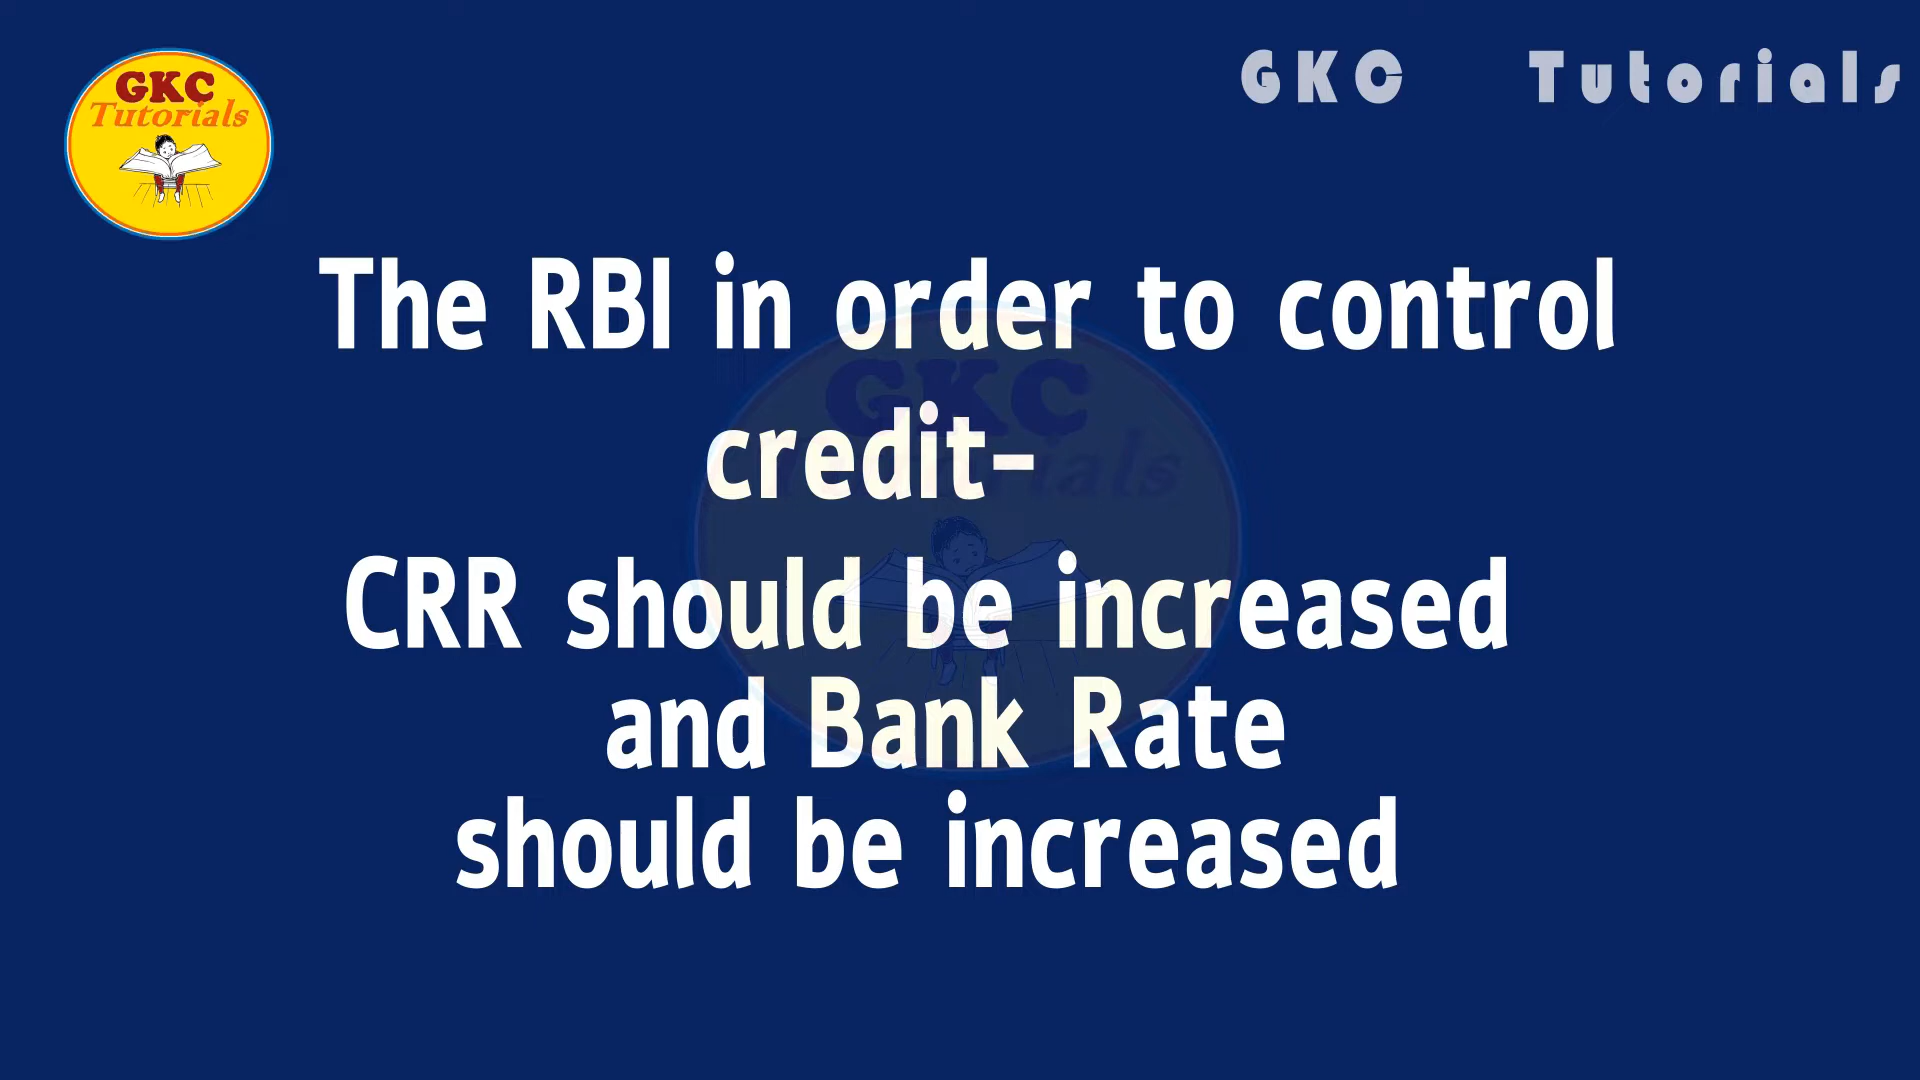 GKC
Tutorials
GKC Tutorials
The RBI in order to control
credit-
CRR should be increased
and Bank Rate
should be increased